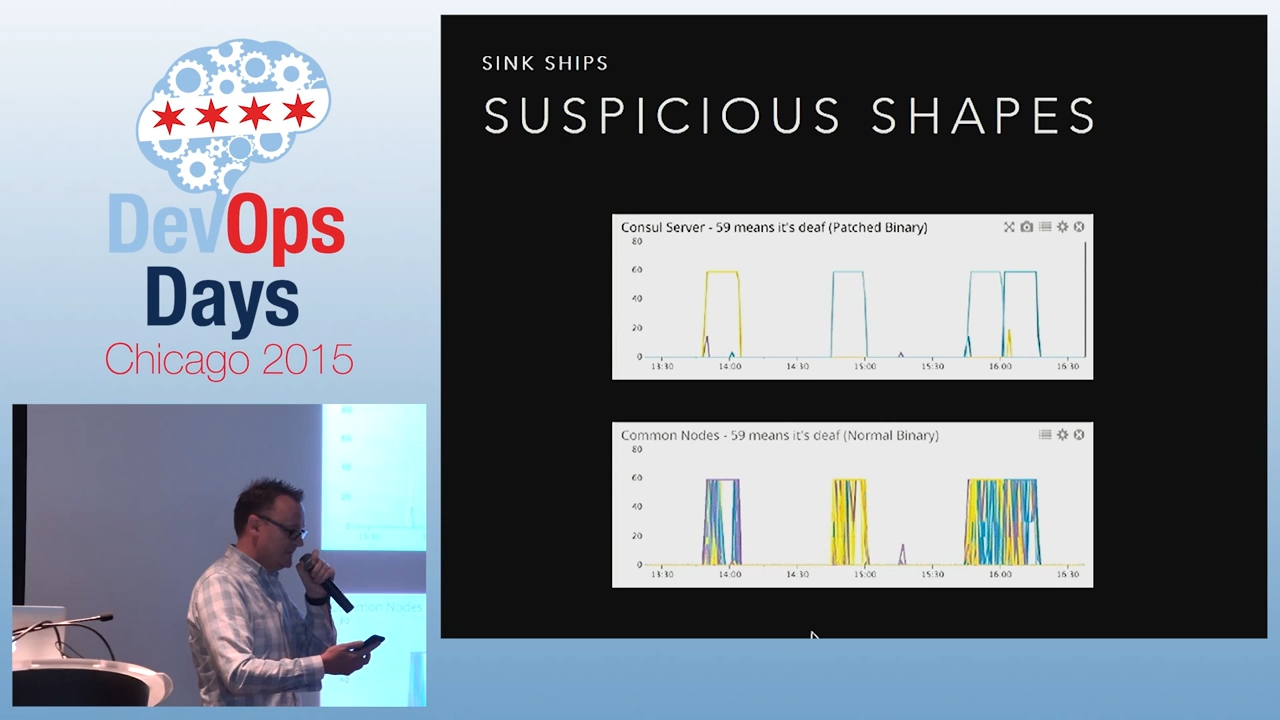 DevOps
Days
Chicago 2015
SINK SHIPS
SUSPICIOUS SHAPES
Consul Server - 59 means it's deaf (Patched Binary)
80
60
40
20
0
13:30 14:00 14:30 15:00 15:30 16:00 16:30
Common Nodes - 59 means it's deaf (Normal Binary)
80
60
40
20
0
13:30 14:00 14:30 15:00 15:30 16:00 16:30
mon Nodes